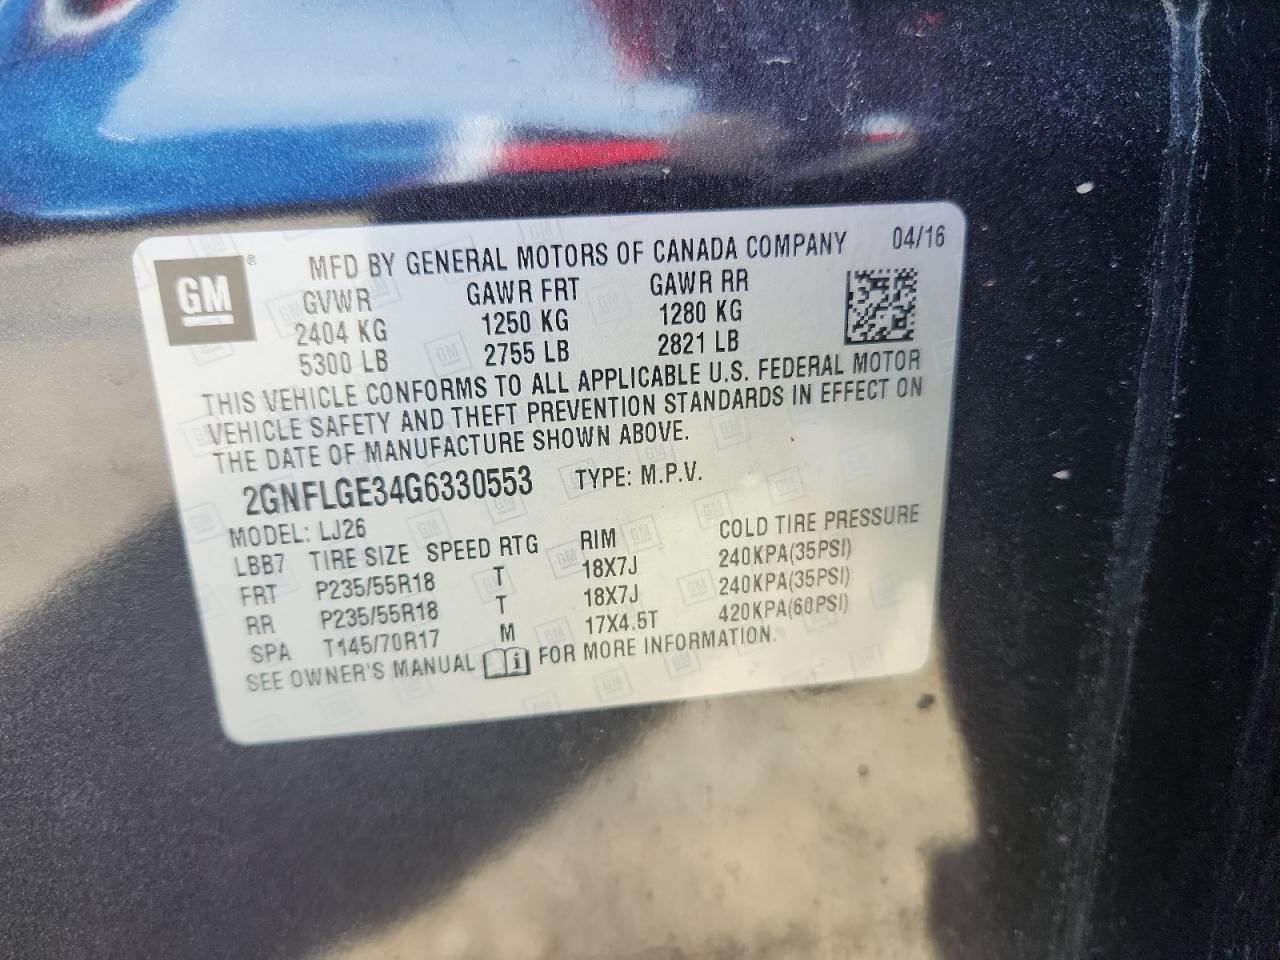 GM ®
MFD BY GENERAL MOTORS OF CANADA COMPANY 04/16
GVWR GAWR FRT GAWR RR
2404 KG 1250 KG 1280 KG
5300 LB 2755 LB 2821 LB
THIS VEHICLE CONFORMS TO ALL APPLICABLE U.S. FEDERAL MOTOR
VEHICLE SAFETY AND THEFT PREVENTION STANDARDS IN EFFECT ON
THE DATE OF MANUFACTURE SHOWN ABOVE.
2GNFLGE34G6330553 TYPE: M.P.V.
MODEL: LJ26
LBB7 TIRE SIZE SPEED RTG RIM COLD TIRE PRESSURE
FRT P235/55R18 T 18X7J 240KPA(35PSI)
RR P235/55R18 T 18X7J 240KPA(35PSI)
SPA T145/70R17 M 17X4.5T 420KPA(60PSI)
SEE OWNER'S MANUAL FOR MORE INFORMATION.